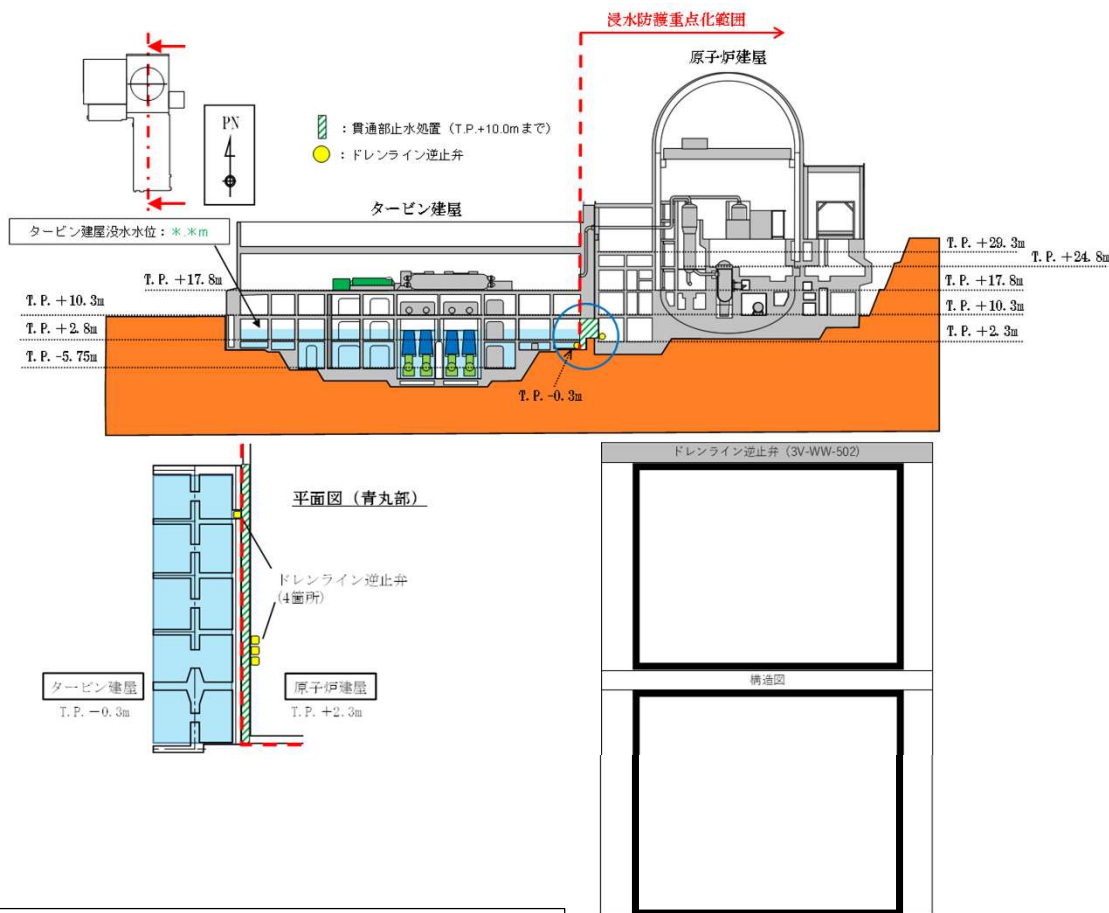 浸水防護重点化範囲
原子炉建屋
PN
：貫通部止水処置（T.P.+10.0mまで）
：ドレンライン逆止弁
タービン建屋
タービン建屋没水水位：＊.＊m
T.P. +17.8m
T.P. +10.3m
T.P. +2.8m
T.P. -5.75m
T.P. +29.3m
T.P. +24.8m
T.P. +17.8m
T.P. +10.3m
T.P. +2.3m
T.P. -0.3m
平面図（青丸部）
ドレンライン逆止弁
(4箇所)
タービン建屋
T.P. －0.3m
原子炉建屋
T.P. +2.3m
ドレンライン逆止弁（3V-WW-502）
構造図